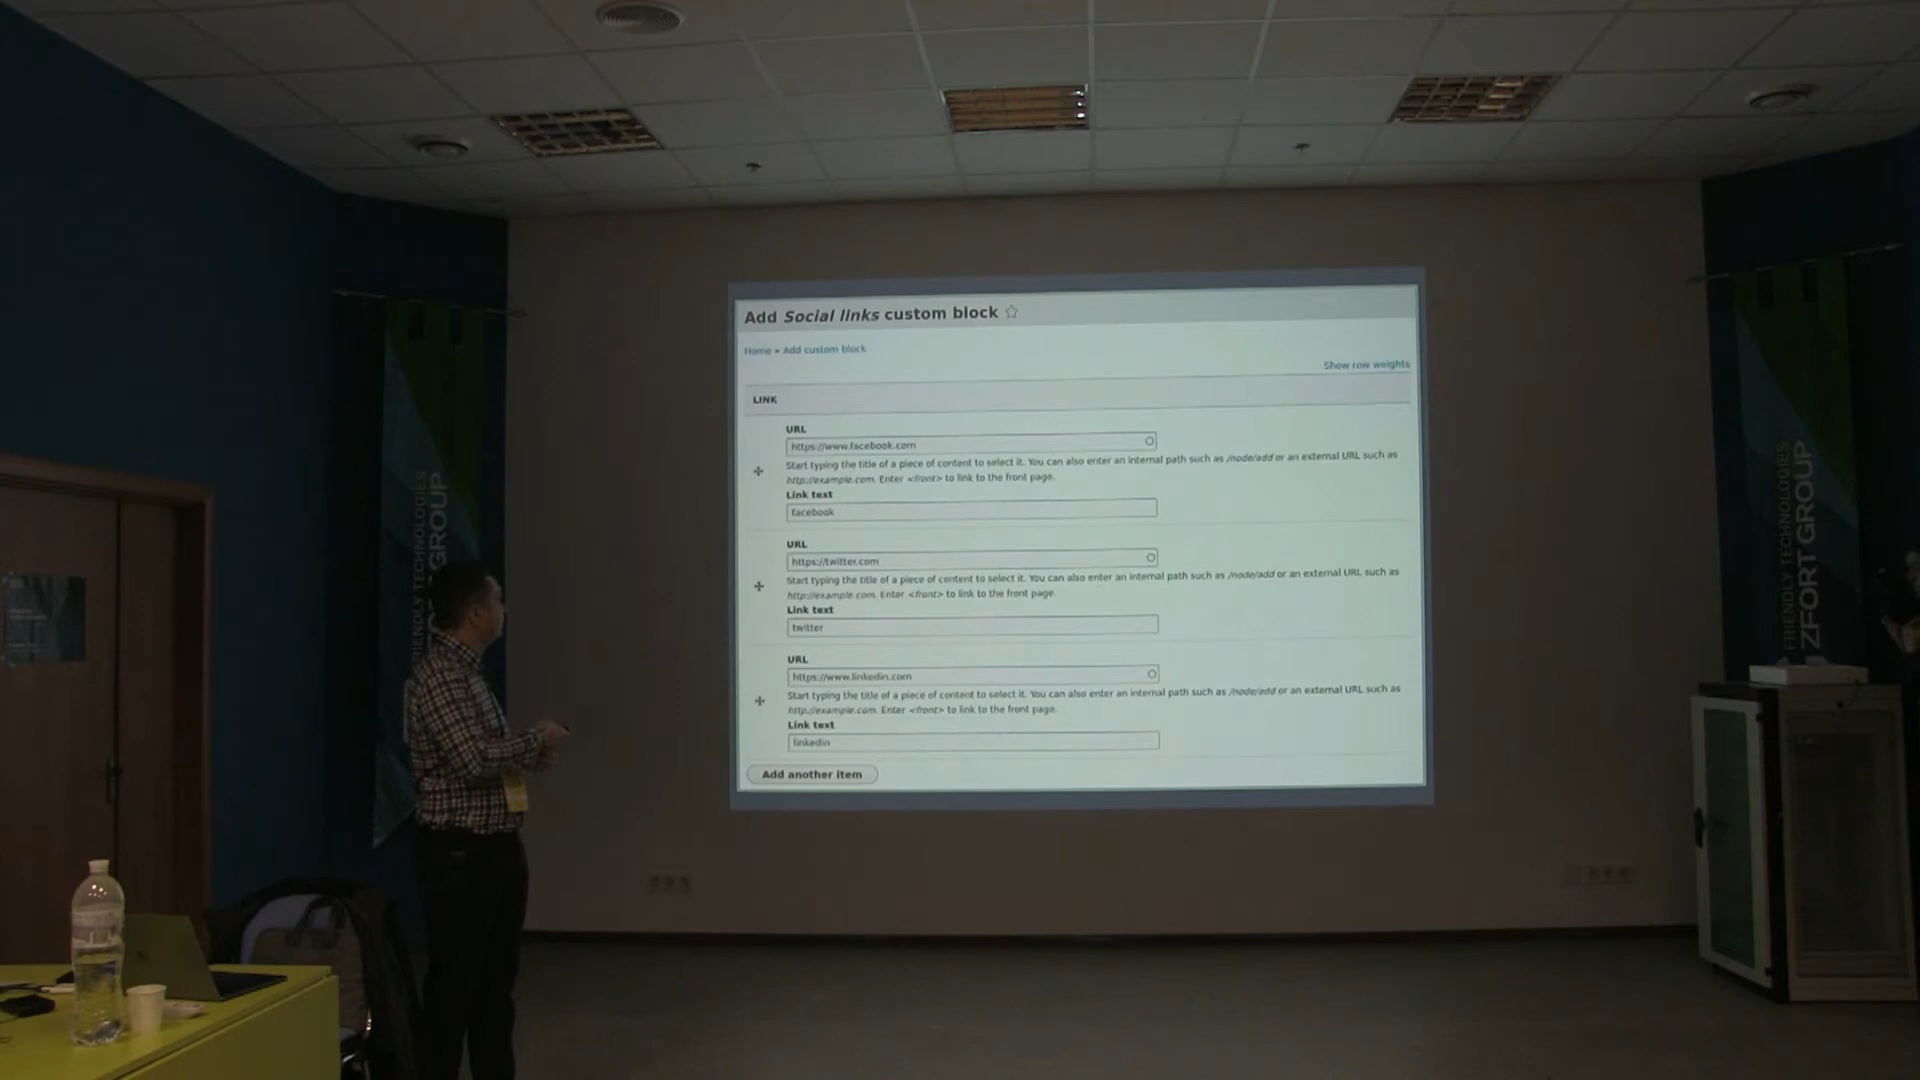 Add Social links custom block
Home » Add custom block
Show row weights
LINK
URL
https://www.facebook.com
Start typing the title of a piece of content to select it. You can also enter an internal path such as /node/add or an external URL such as
http://example.com. Enter <front> to link to the front page.
Link text
facebook
URL
https://twitter.com
Start typing the title of a piece of content to select it. You can also enter an internal path such as /node/add or an external URL such as
http://example.com. Enter <front> to link to the front page.
Link text
twitter
URL
https://www.linkedin.com
Start typing the title of a piece of content to select it. You can also enter an internal path such as /node/add or an external URL such as
http://example.com. Enter <front> to link to the front page.
Link text
linkedin
Add another item
FRIENDLY TECHNOLOGIES
GROUP
FRIENDLY TECHNOLOGIES
ZFORT GROUP